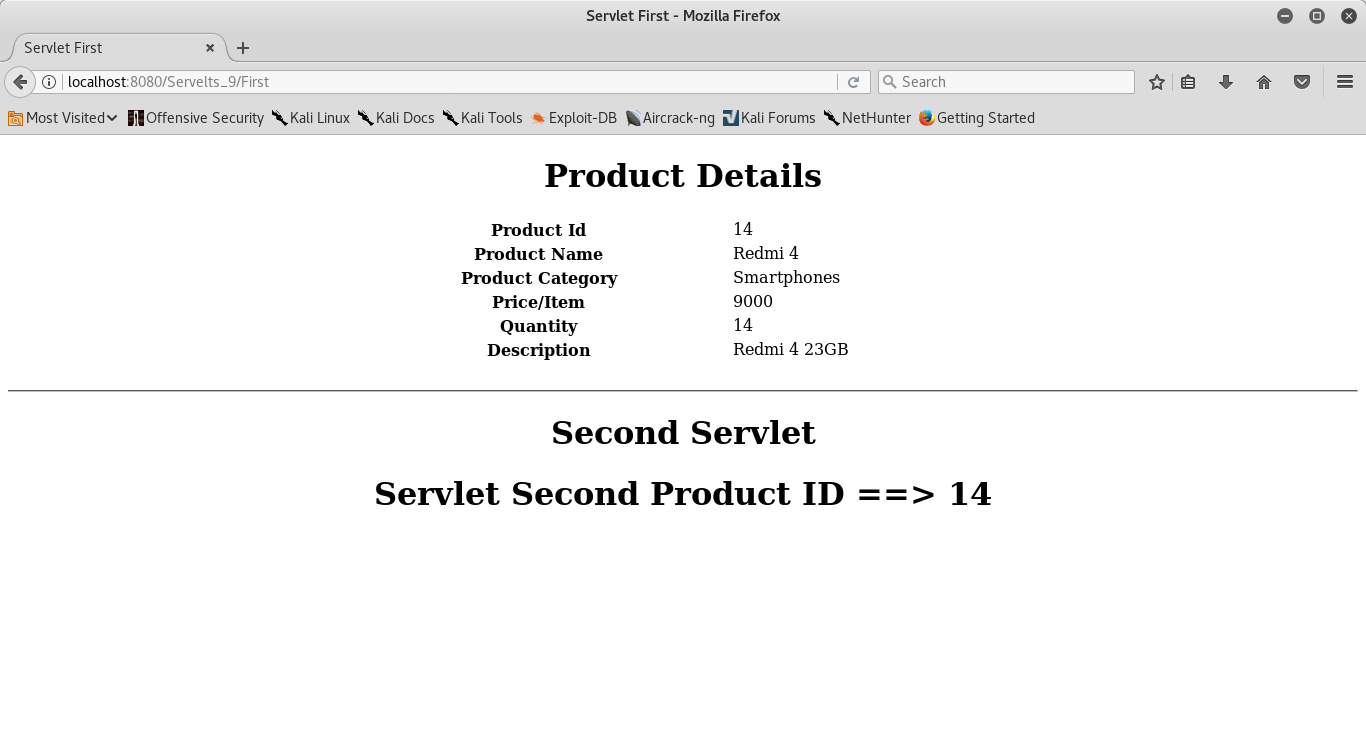 Servlet First - Mozilla Firefox
Servlet First
localhost:8080/Servelts_9/First
Search
Most Visited Offensive Security Kali Linux Kali Docs Kali Tools Exploit-DB Aircrack-ng Kali Forums NetHunter Getting Started
Product Details
Product Id 14
Product Name Redmi 4
Product Category Smartphones
Price/Item 9000
Quantity 14
Description Redmi 4 23GB
Second Servlet
Servlet Second Product ID ==> 14